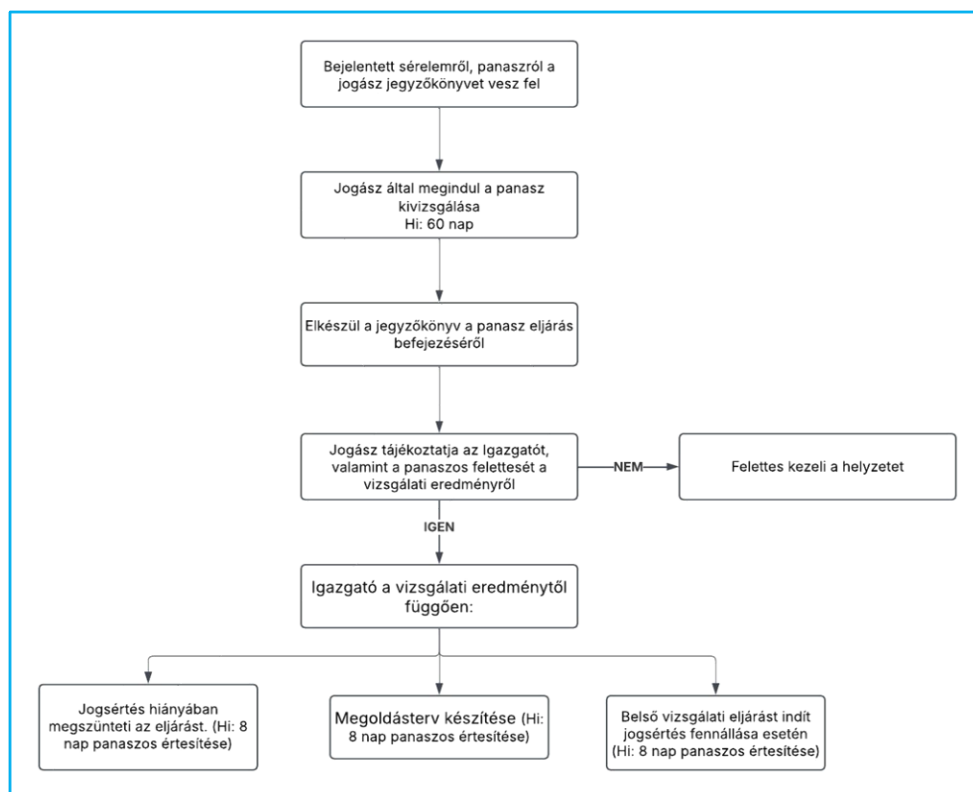 Bejelentett sérelemről, panaszról a
jogász jegyzőkönyvet vesz fel
Jogász által megindul a panasz
kivizsgálása
Hi: 60 nap
Elkészül a jegyzőkönyv a panasz eljárás
befejezéséről
Jogász tájékoztatja az Igazgatót,
valamint a panaszos felettesét a
vizsgálati eredményről
NEM
Felettes kezeli a helyzetet
IGEN
Igazgató a vizsgálati eredménytől
függően:
Jogsértés hiányában
megszünteti az eljárást. (Hi: 8
nap panaszos értesítése)
Megoldásterv készítése (Hi:
8 nap panaszos értesítése)
Belső vizsgálati eljárást indít
jogsértés fennállása esetén
(Hi: 8 nap panaszos értesítése)